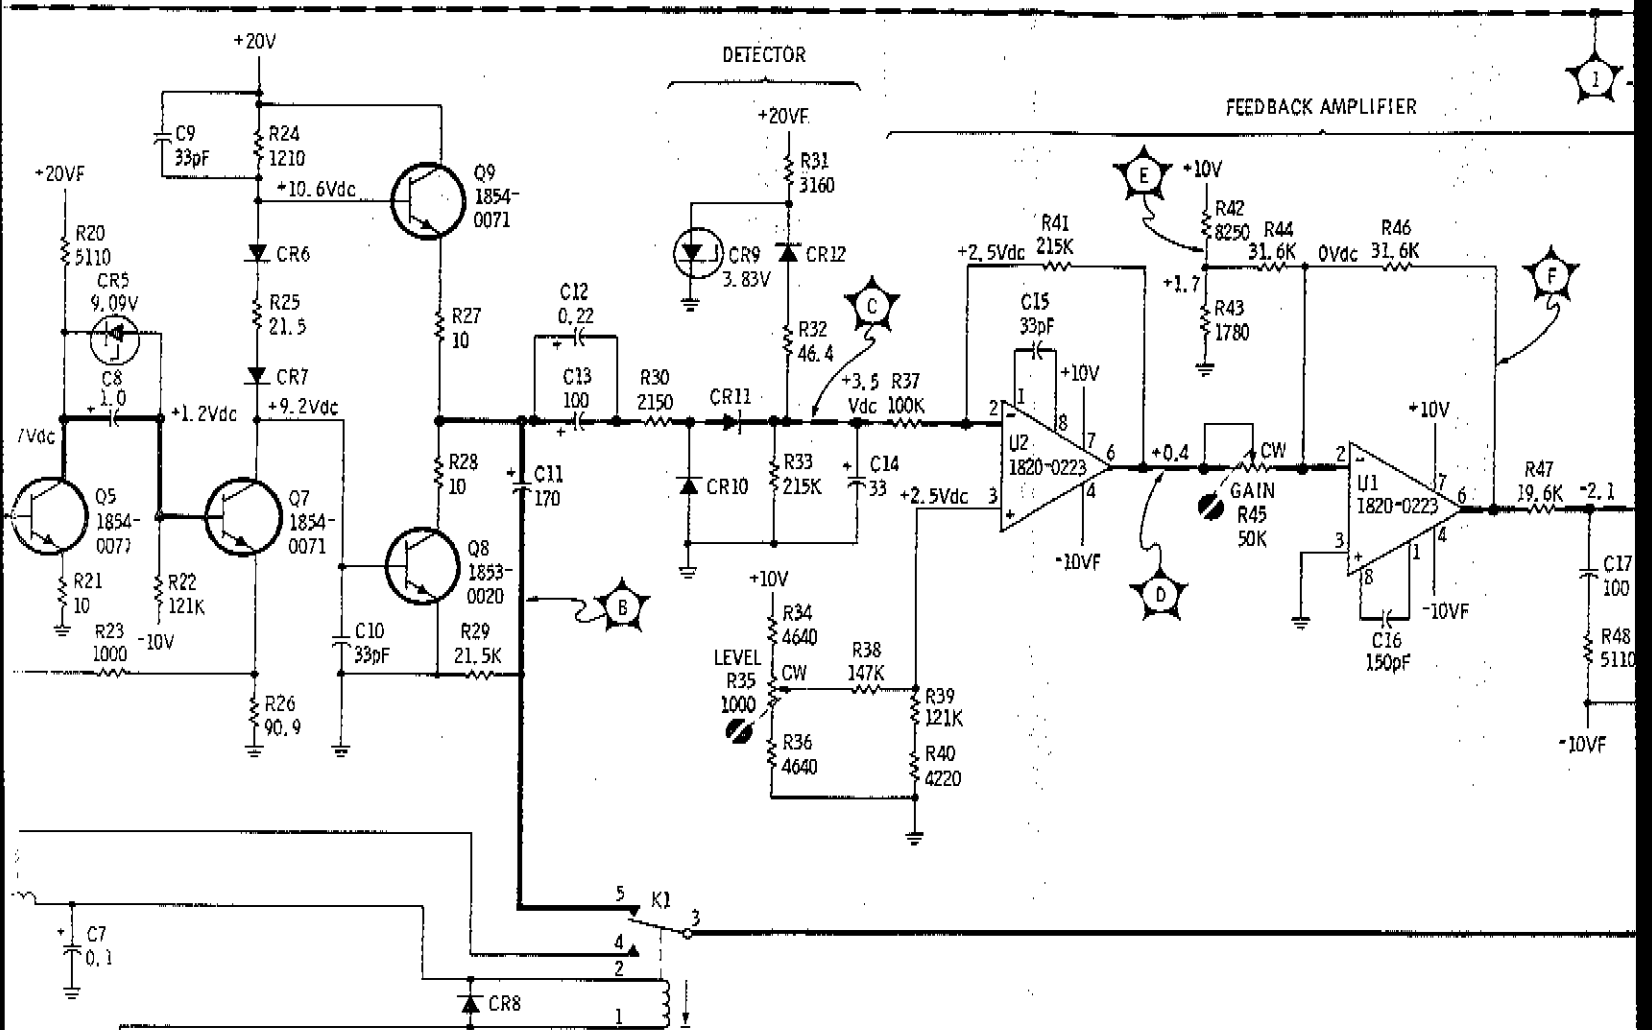 +20V
DETECTOR
FEEDBACK AMPLIFIER
1
C9
33pF
R24
1210
+20VF
R31
3160
+20VF
Q9
1854-
0071
+10.6Vdc
E
+10V
R42
8250
R44
31.6K
0Vdc
R46
31.6K
R20
5110
CR6
CR9
3.83V
CR12
R41
215K
+2.5Vdc
+1.7
F
CR5
9.09V
R25
21.5
C12
0.22
+
R27
10
C
C15
33pF
R43
1780
R32
46.4
C8
1.0
+
CR7
C13
100
+
R30
2150
CR11
+3.5
Vdc
R37
100K
1
8
+10V
7
+10V
/Vdc
+1.2Vdc
+9.2Vdc
2
-
U2
1820-0223
6
+0.4
CW
GAIN
R45
50K
2
-
U1
1820-0223
7
6
R47
19.6K
-2.1
R28
10
+
C11
170
CR10
R33
215K
+
C14
33
+2.5Vdc
3
+
4
-10VF
D
3
+
8
1
4
-10VF
C16
150pF
C17
100
Q5
1854-
0071
Q7
1854-
0071
Q8
1853-
0020
B
+10V
R34
4640
R21
10
R22
121K
-10V
R23
1000
C10
33pF
R29
21.5K
LEVEL
R35
1000
CW
R38
147K
R39
121K
R48
5110
R26
90.9
R36
4640
R40
4220
-10VF
5
K1
3
4
+
C7
0.1
2
CR8
1